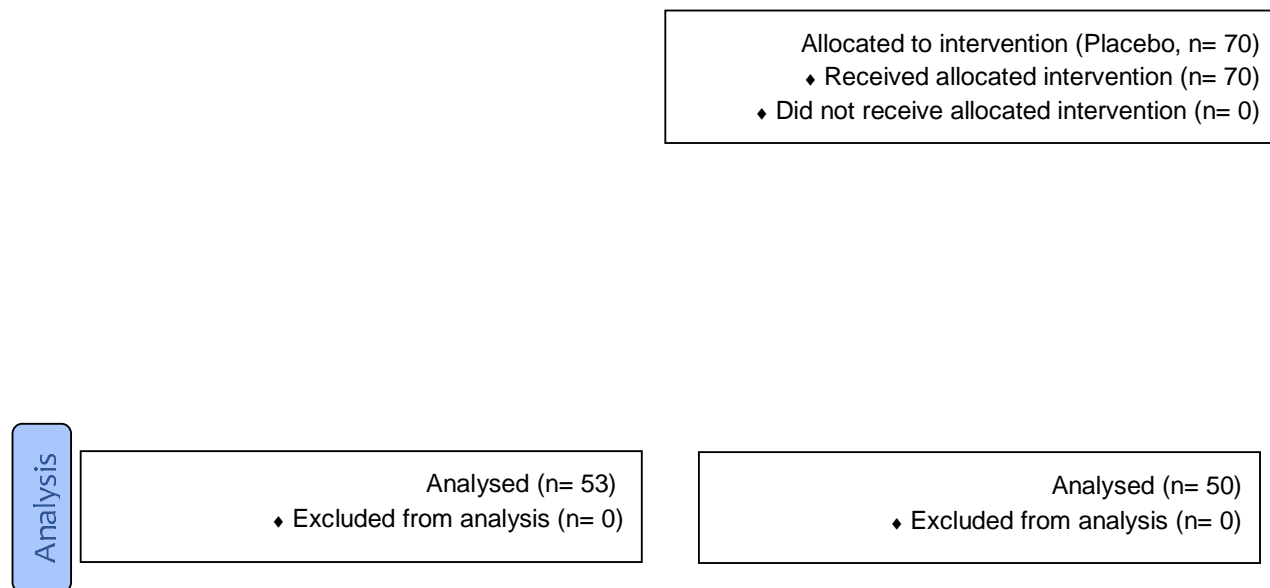 Allocated to intervention (Placebo, n= 70)
♦ Received allocated intervention (n= 70)
♦ Did not receive allocated intervention (n= 0)
Analysis
Analysed (n= 53)
♦ Excluded from analysis (n= 0)
Analysed (n= 50)
♦ Excluded from analysis (n= 0)